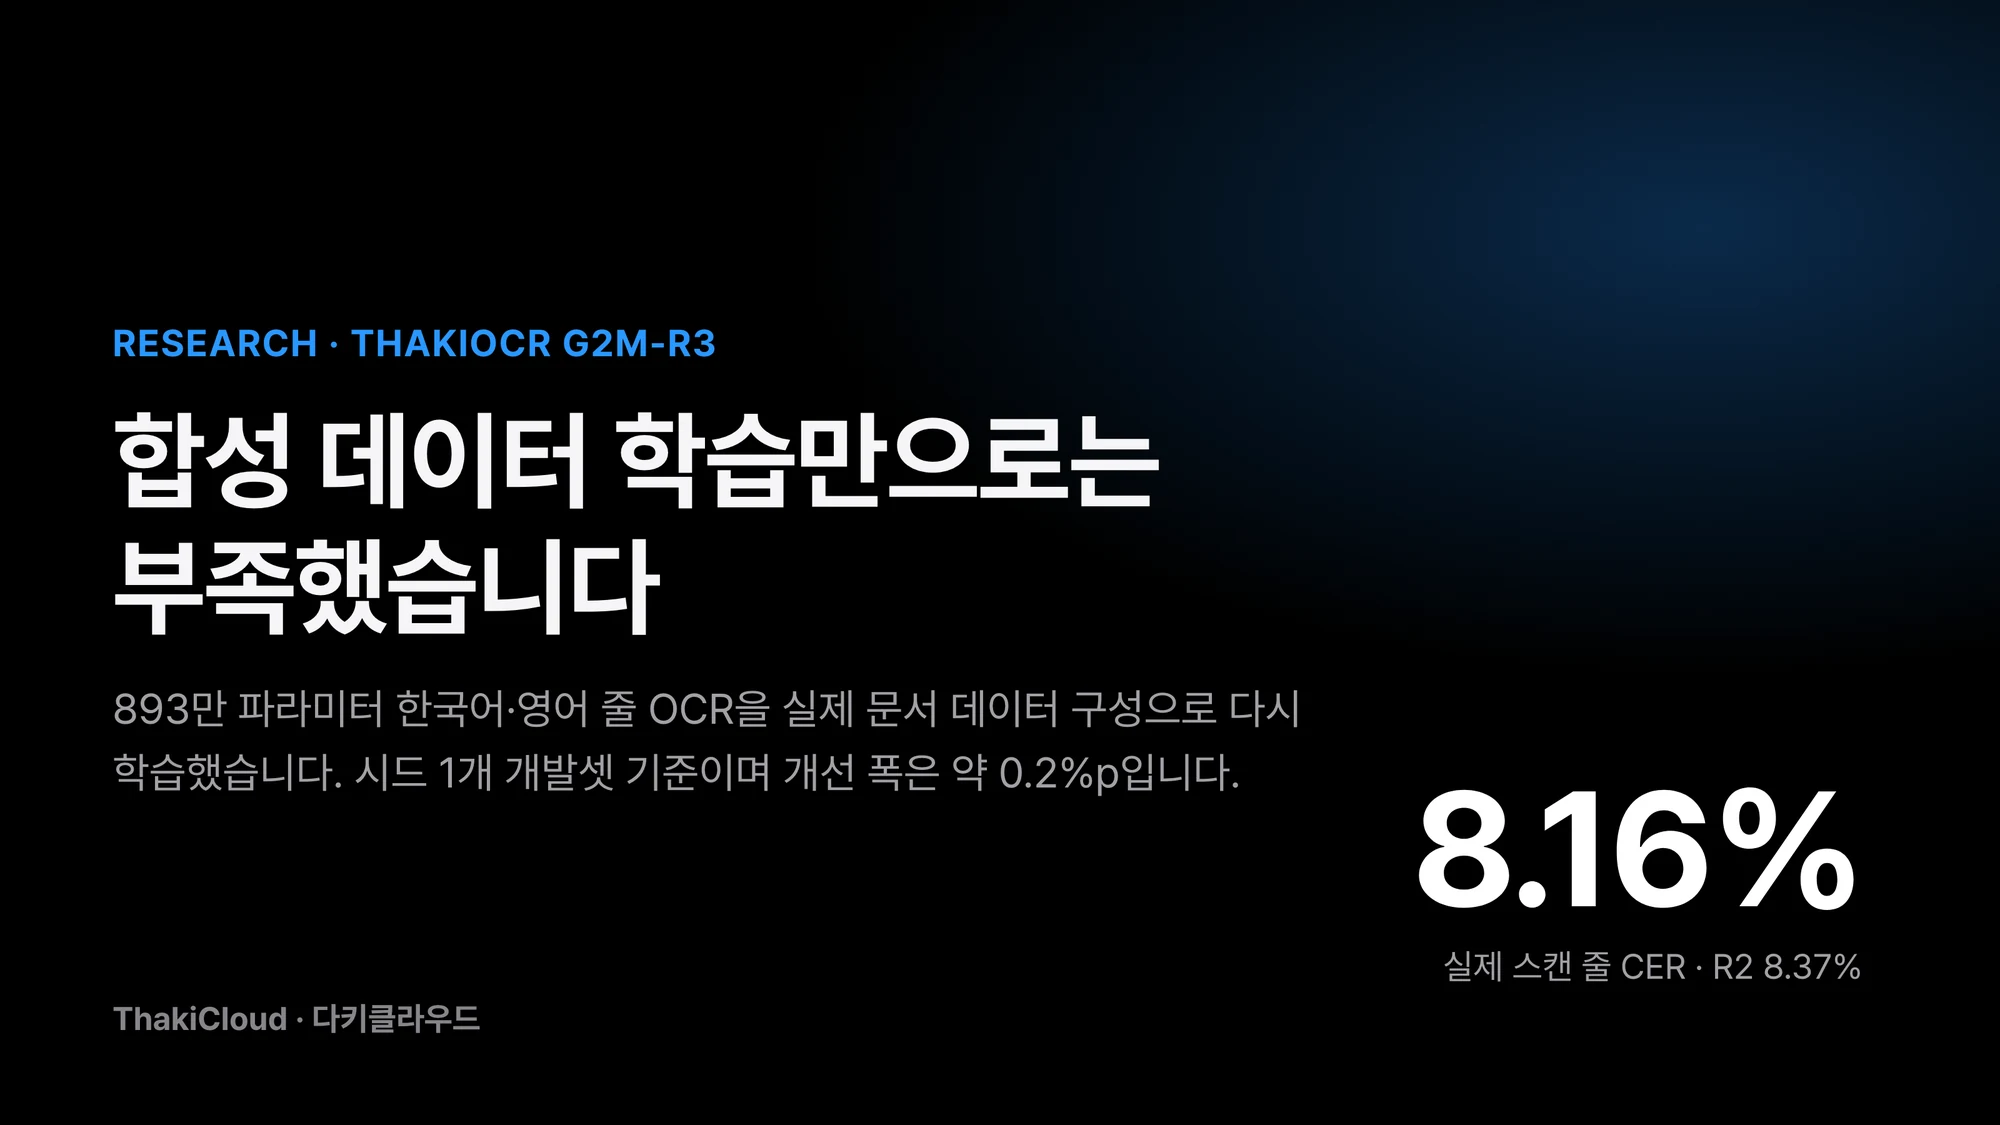 RESEARCH · THAKIOCR G2M-R3
합성 데이터 학습만으로는
부족했습니다
893만 파라미터 한국어·영어 줄 OCR을 실제 문서 데이터 구성으로 다시
학습했습니다. 시드 1개 개발셋 기준이며 개선 폭은 약 0.2%p입니다.
8.16%
실제 스캔 줄 CER · R2 8.37%
ThakiCloud · 다키클라우드